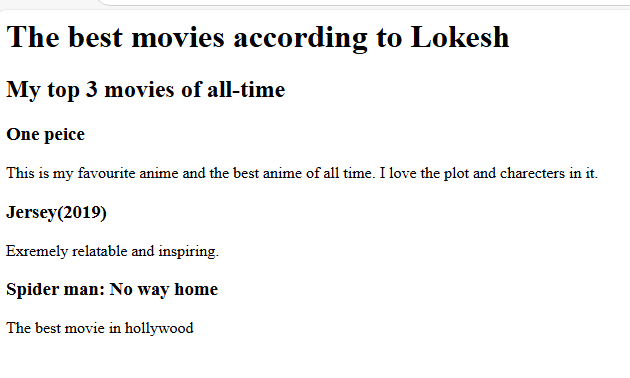 The best movies according to Lokesh
My top 3 movies of all-time
One peice
This is my favourite anime and the best anime of all time. I love the plot and charecters in it.
Jersey(2019)
Exremely relatable and inspiring.
Spider man: No way home
The best movie in hollywood